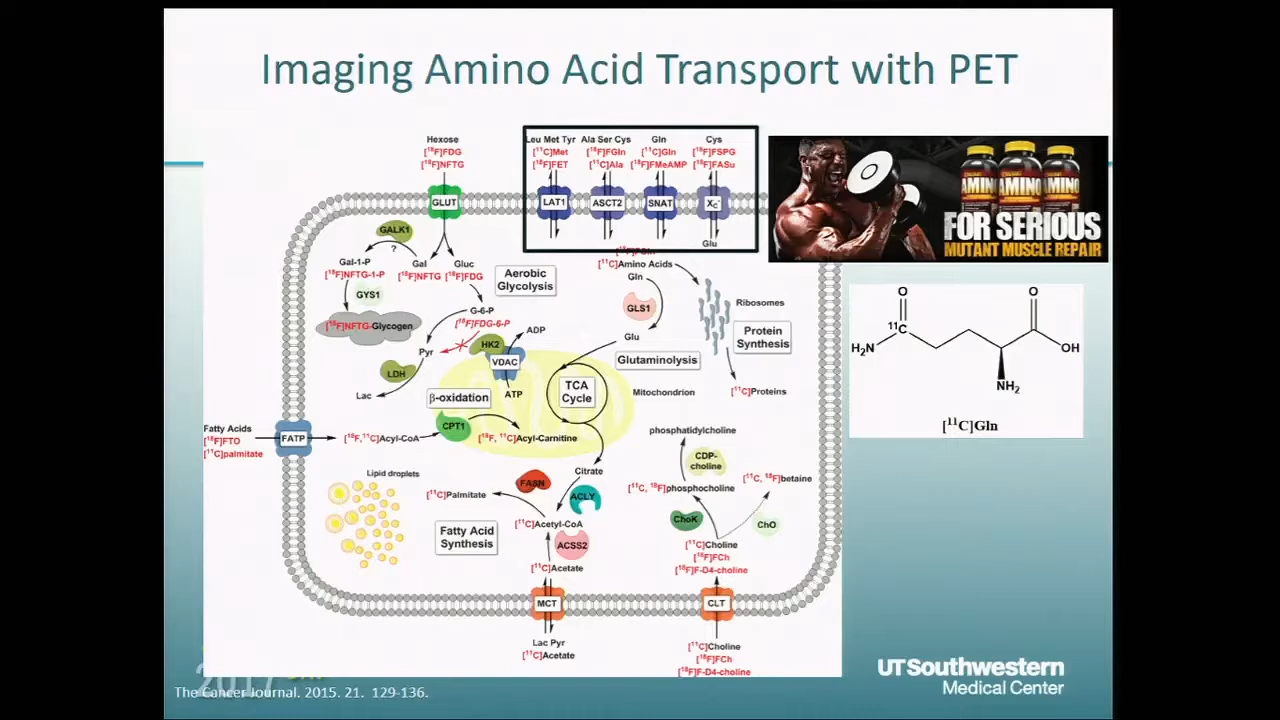 Imaging Amino Acid Transport with PET
Hexose
[18F]FDG
[18F]NFTG
GLUT
Leu Met Tyr
[11C]Met
[18F]FET
LAT1
Ala Ser Cys
[18F]FGln
[11C]Ala
ASCT2
Gln
[11C]Gln
[18F]FMeAMP
SNAT
Cys
[18F]FSPG
[18F]FASu
XC-
Glu
AMINO
AMINO
AMINO
FOR SERIOUS
MUTANT MUSCLE REPAIR
GALK1
?
Gal-1-P
[18F]NFTG-1-P
Gal
[18F]NFTG
Gluc
[18F]FDG
GYS1
[18F]NFTG-Glycogen
Aerobic
Glycolysis
G-6-P
[18F]FDG-6-P
HK2
ADP
VDAC
ATP
Pyr
LDH
Lac
[11C]Amino Acids
Gln
GLS1
Glu
Glutaminolysis
Ribosomes
Protein
Synthesis
[11C]Proteins
TCA
Cycle
Mitochondrion
β-oxidation
CPT1
Fatty Acids
[18F]FTO
[11C]palmitate
FATP
[18F, 11C]Acyl-CoA
[18F, 11C]Acyl-Carnitine
Citrate
Lipid droplets
FASN
ACLY
[11C]Palmitate
[11C]Acetyl-CoA
Fatty Acid
Synthesis
ACSS2
[11C]Acetate
MCT
Lac Pyr
[11C]Acetate
phosphatidylcholine
CDP-
choline
[11C, 18F]phosphocholine
[11C, 18F]betaine
ChoK
ChO
[11C]Choline
[18F]FCh
[18F]F-D4-choline
CLT
[11C]Choline
[18F]FCh
[18F]F-D4-choline
O
O
11C
H2N
OH
NH2
[11C]Gln
The Cancer Journal. 2015. 21. 129-136.
UTSouthwestern
Medical Center